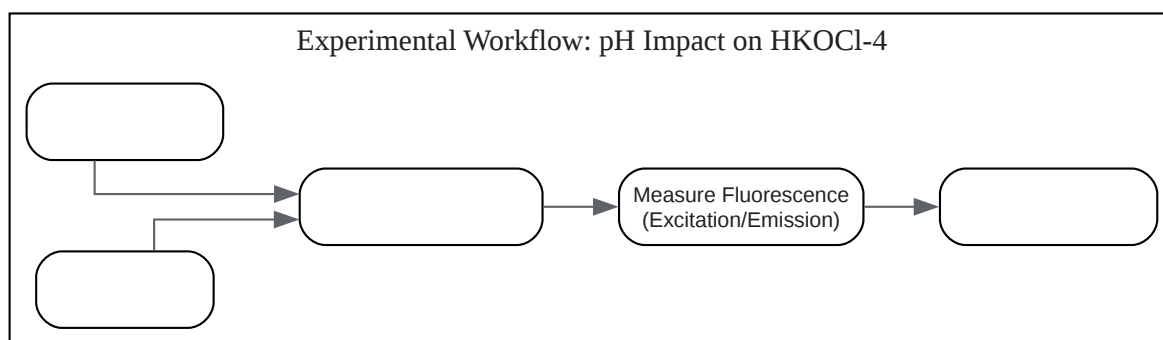 Experimental Workflow: pH Impact on HKOCl-4
Measure Fluorescence
(Excitation/Emission)